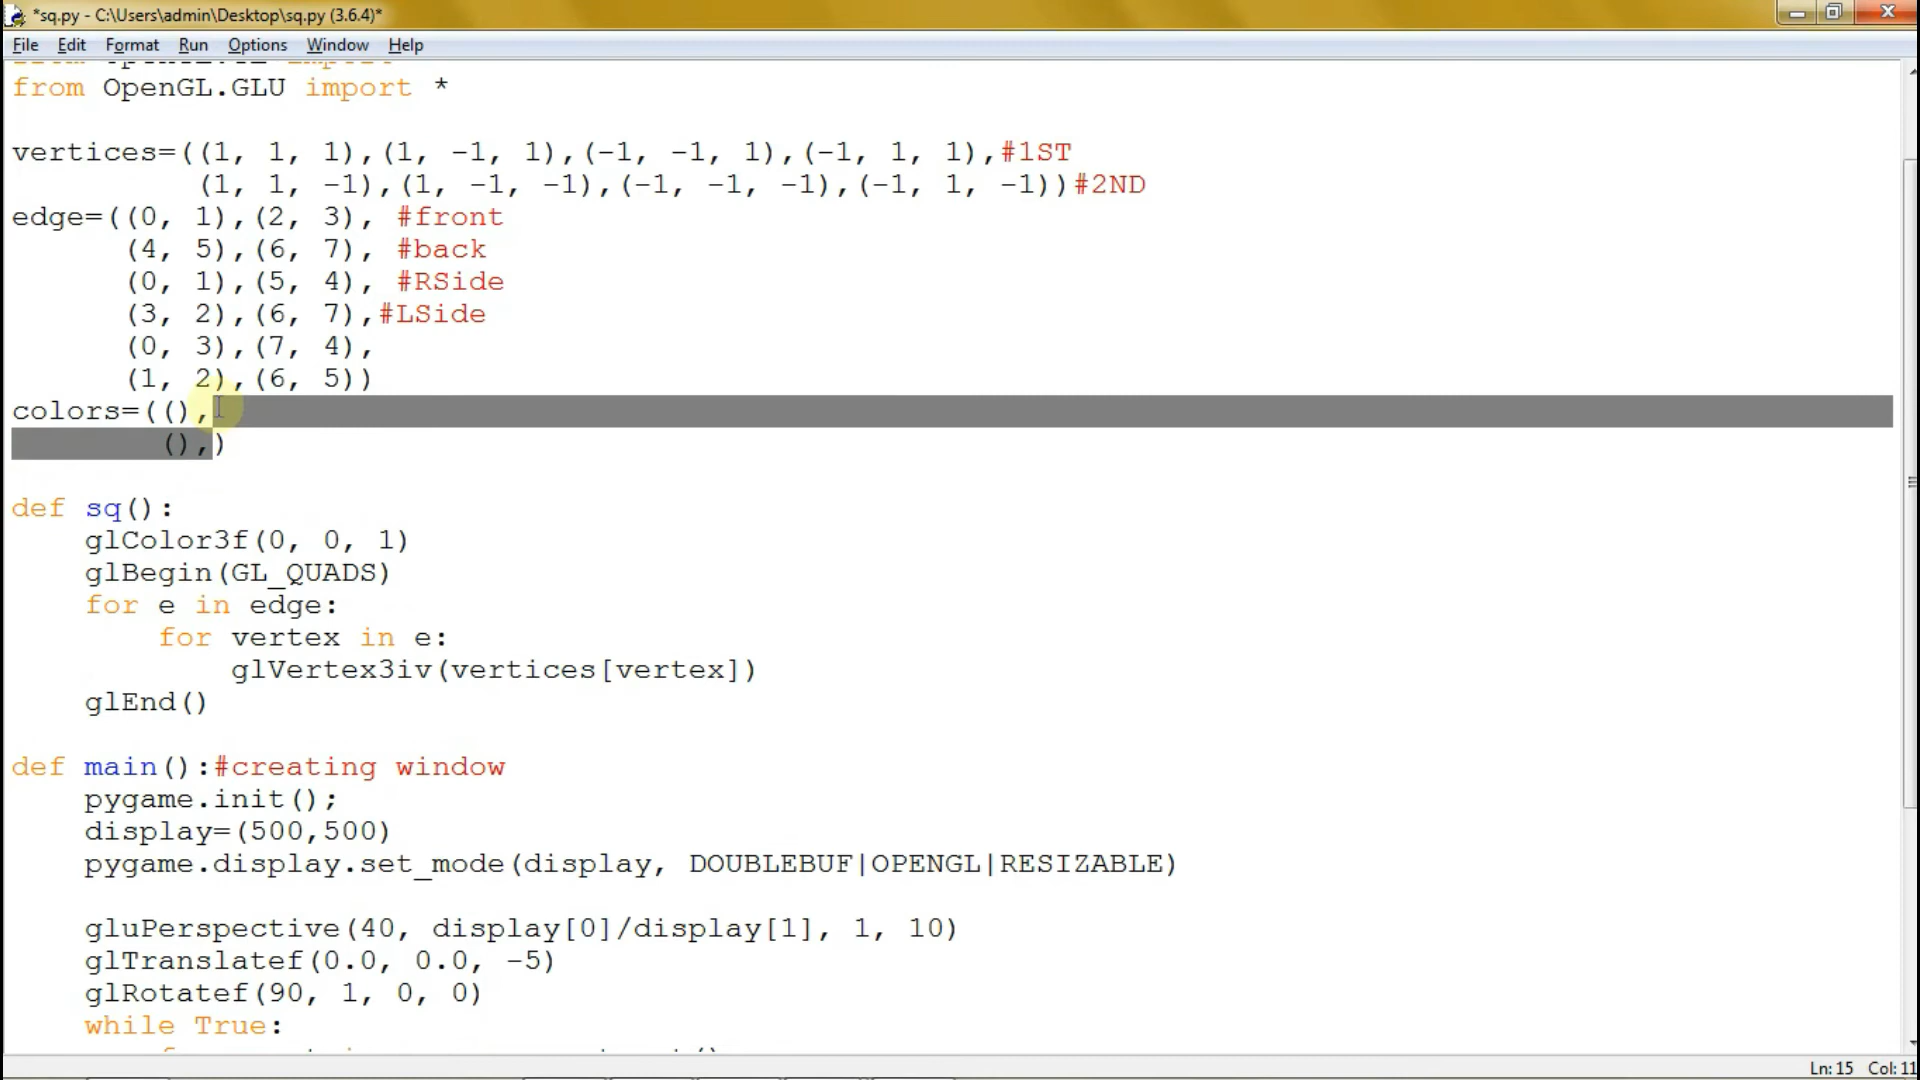 *sq.py - C:\Users\admin\Desktop\sq.py (3.6.4)*
File Edit Format Run Options Window Help
from OpenGL.GLU import *
vertices=((1, 1, 1),(1, -1, 1),(-1, -1, 1),(-1, 1, 1),#1ST
(1, 1, -1),(1, -1, -1),(-1, -1, -1),(-1, 1, -1))#2ND
edge=((0, 1),(2, 3), #front
(4, 5),(6, 7), #back
(0, 1),(5, 4), #RSide
(3, 2),(6, 7),#LSide
(0, 3),(7, 4),
(1, 2),(6, 5))
colors=((),
(),)
def sq():
glColor3f(0, 0, 1)
glBegin(GL_QUADS)
for e in edge:
for vertex in e:
glVertex3iv(vertices[vertex])
glEnd()
def main():#creating window
pygame.init();
display=(500,500)
pygame.display.set_mode(display, DOUBLEBUF|OPENGL|RESIZABLE)
gluPerspective(40, display[0]/display[1], 1, 10)
glTranslatef(0.0, 0.0, -5)
glRotatef(90, 1, 0, 0)
while True:
Ln: 15 Col: 11